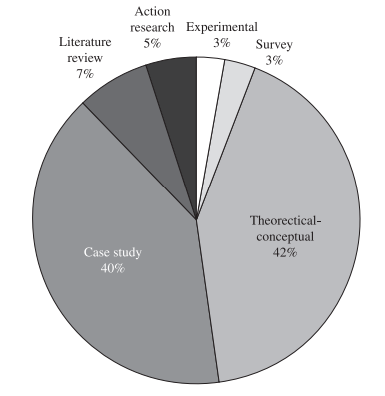 Action
research
5%
Experimental
3%
Survey
3%
Literature
review
7%
Theorectical-
conceptual
42%
Case study
40%